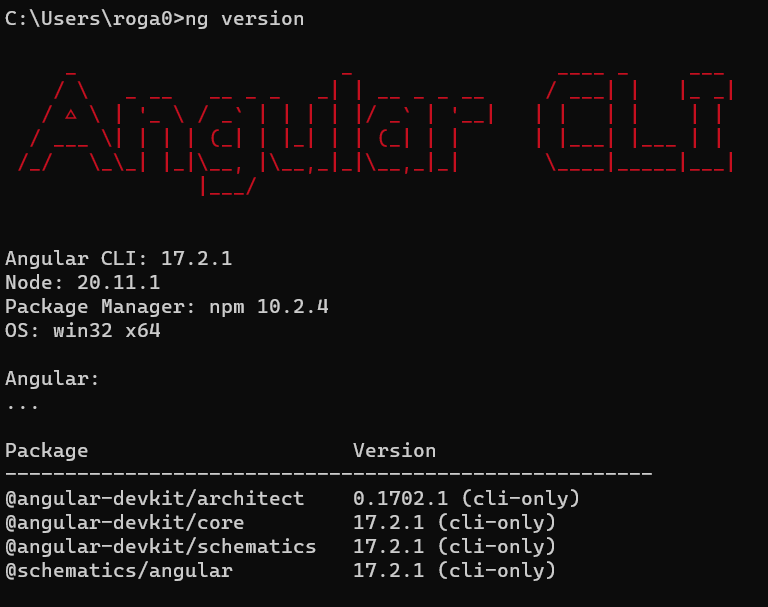 C:\Users\roga0>ng version
Angular CLI
Angular CLI: 17.2.1
Node: 20.11.1
Package Manager: npm 10.2.4
OS: win32 x64
Angular:
...
Package                      Version
------------------------------------------------------
@angular-devkit/architect    0.1702.1 (cli-only)
@angular-devkit/core         17.2.1 (cli-only)
@angular-devkit/schematics   17.2.1 (cli-only)
@schematics/angular          17.2.1 (cli-only)